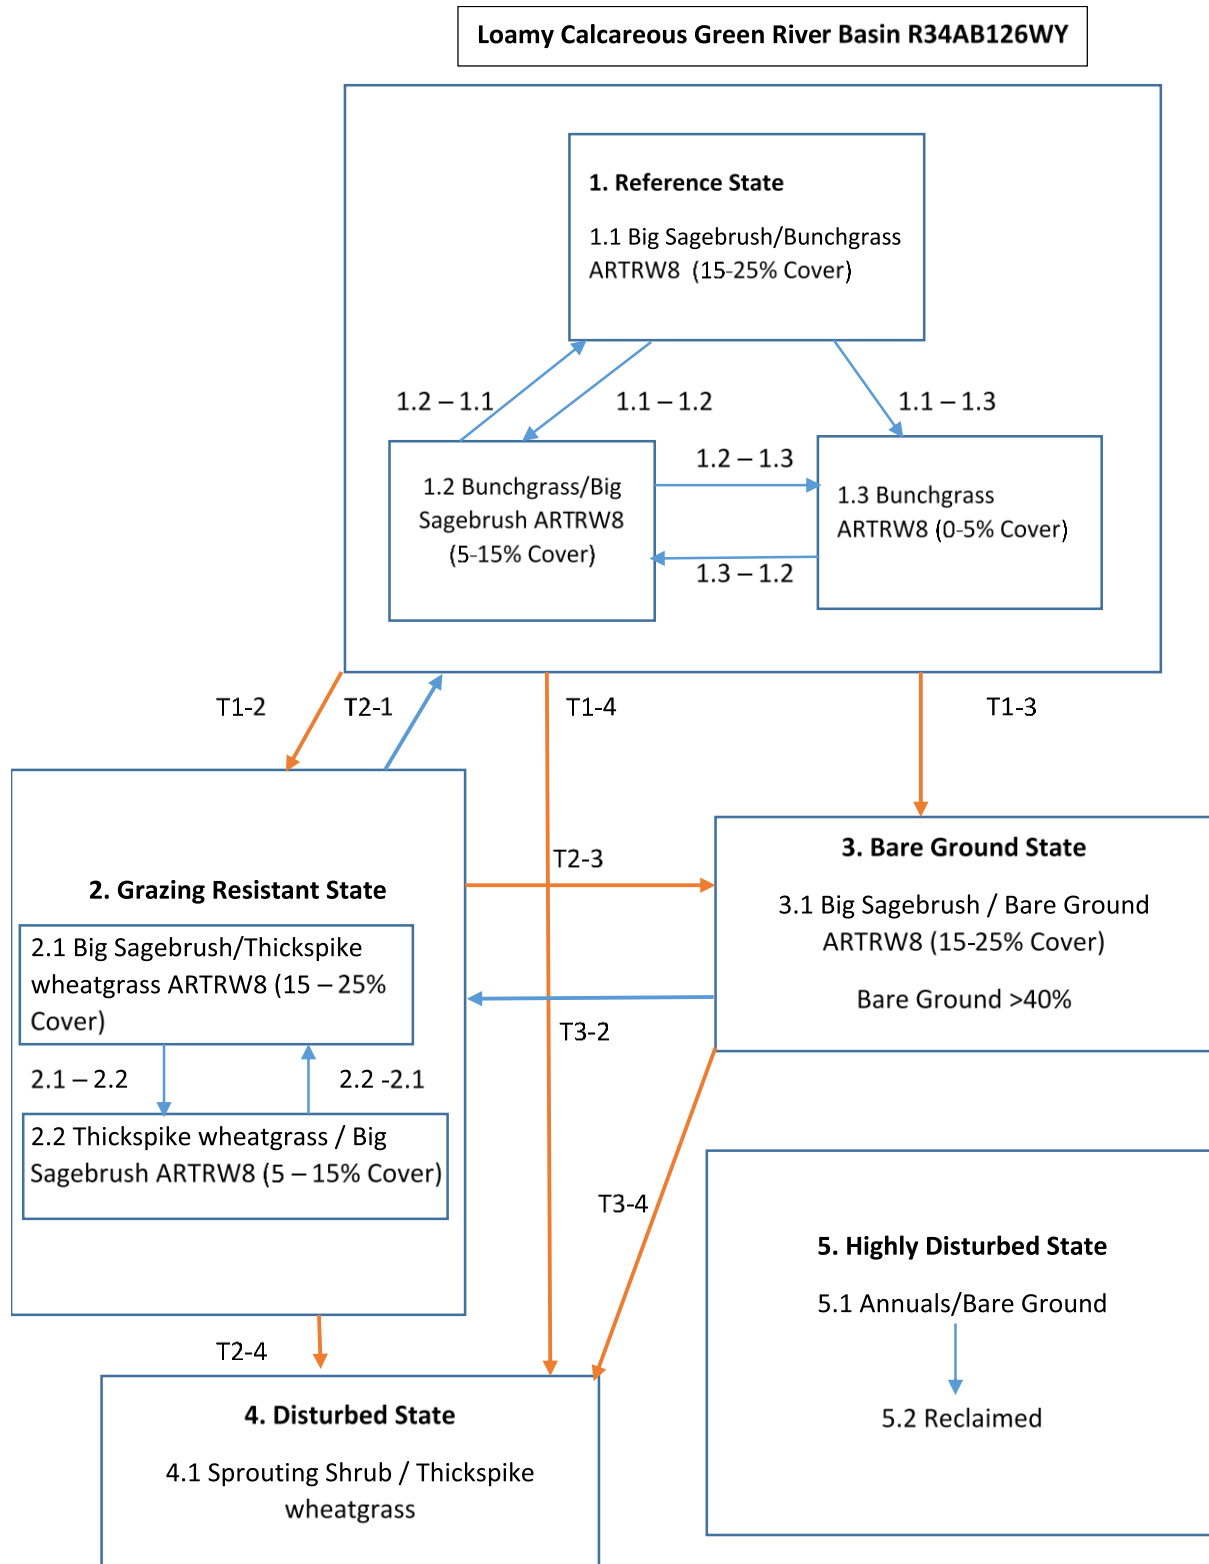 Loamy Calcareous Green River Basin R34AB126WY
1. Reference State
1.1 Big Sagebrush/Bunchgrass
ARTRW8 (15-25% Cover)
1.2 – 1.1
1.1 – 1.2
1.1 – 1.3
1.2 Bunchgrass/Big
Sagebrush ARTRW8
(5-15% Cover)
1.2 – 1.3
1.3 – 1.2
1.3 Bunchgrass
ARTRW8 (0-5% Cover)
T1-2
T2-1
T1-4
T1-3
2. Grazing Resistant State
2.1 Big Sagebrush/Thickspike
wheatgrass ARTRW8 (15 – 25%
Cover)
2.1 – 2.2
2.2 -2.1
2.2 Thickspike wheatgrass / Big
Sagebrush ARTRW8 (5 – 15% Cover)
T2-3
T3-2
3. Bare Ground State
3.1 Big Sagebrush / Bare Ground
ARTRW8 (15-25% Cover)
Bare Ground >40%
T3-4
T2-4
4. Disturbed State
4.1 Sprouting Shrub / Thickspike
wheatgrass
5. Highly Disturbed State
5.1 Annuals/Bare Ground
5.2 Reclaimed